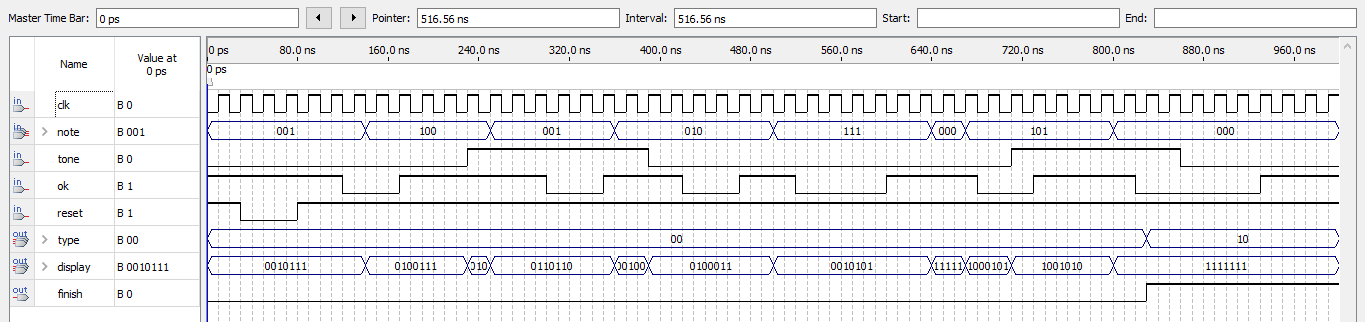 Master Time Bar: 0 ps Pointer: 516.56 ns Interval: 516.56 ns Start: End:
Name Value at 0 ps
0 ps 80.0 ns 160.0 ns 240.0 ns 320.0 ns 400.0 ns 480.0 ns 560.0 ns 640.0 ns 720.0 ns 800.0 ns 880.0 ns 960.0 ns
0 ps
in clk B 0
in note B 001 001 100 001 010 111 000 101 000
in tone B 0
in ok B 1
in reset B 1
out type B 00 00 10
out display B 0010111 0010111 0100111 010 0110110 00100 0100011 0010101 11111 1000101 1001010 1111111
out finish B 0